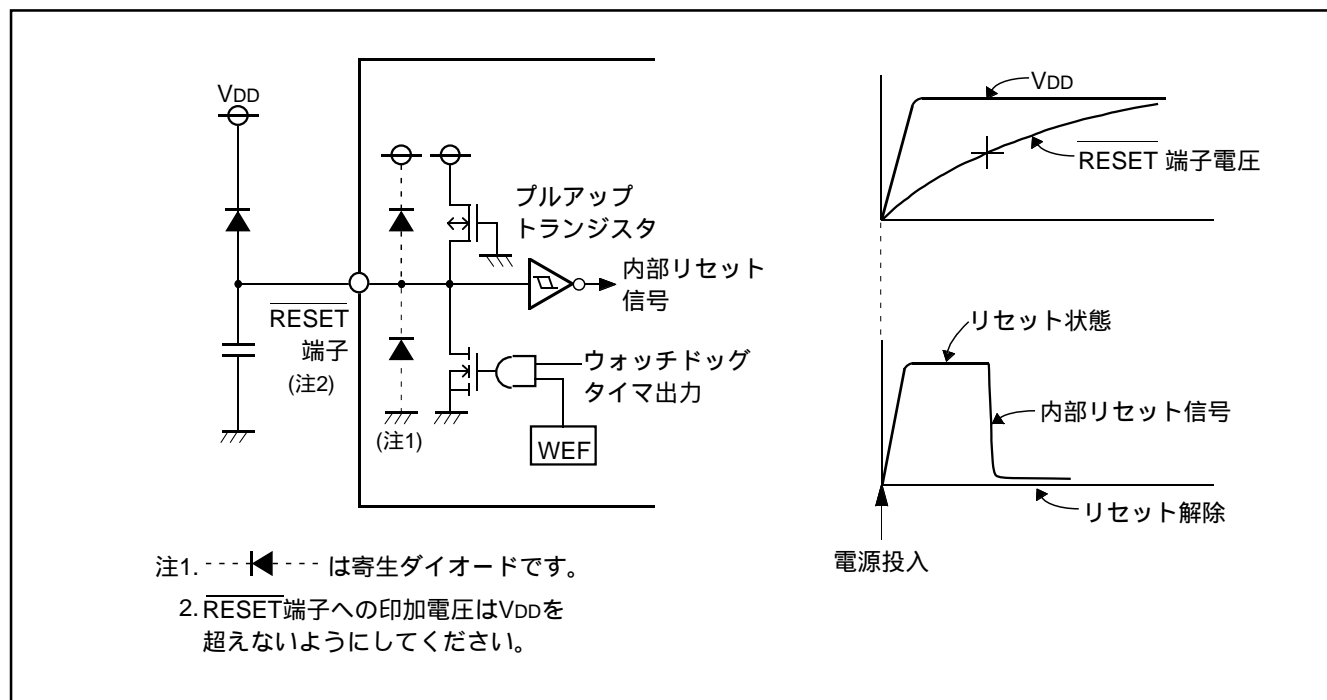 VDD
プルアップ
トランジスタ
内部リセット
信号
RESET
端子
(注2)
ウォッチドッグ
タイマ出力
(注1)
WEF
注1. は寄生ダイオードです。
2. RESET端子への印加電圧はVDDを
超えないようにしてください。
VDD
RESET 端子電圧
リセット状態
内部リセット信号
リセット解除
電源投入